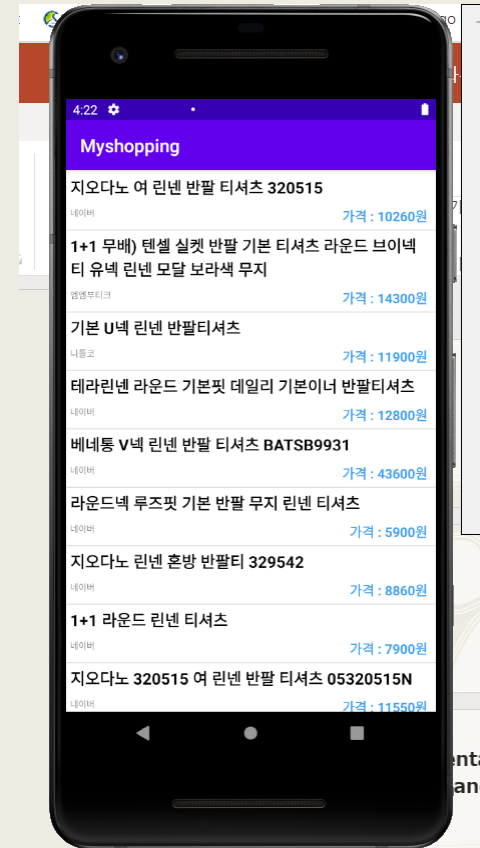 4:22
Myshopping
지오다노 여 린넨 반팔 티셔츠 320515
네이버
가격 : 10260원
1+1 무배) 텐셀 실켓 반팔 기본 티셔츠 라운드 브이넥
티 유넥 린넨 모달 보라색 무지
엠엠부티크
가격 : 14300원
기본 U넥 린넨 반팔티셔츠
니들코
가격 : 11900원
테라린넨 라운드 기본핏 데일리 기본이너 반팔티셔츠
네이버
가격 : 12800원
베네통 V넥 린넨 반팔 티셔츠 BATSB9931
네이버
가격 : 43600원
라운드넥 루즈핏 기본 반팔 무지 린넨 티셔츠
네이버
가격 : 5900원
지오다노 린넨 혼방 반팔티 329542
네이버
가격 : 8860원
1+1 라운드 린넨 티셔츠
네이버
가격 : 7900원
지오다노 320515 여 린넨 반팔 티셔츠 05320515N
네이버
가격 : 11550원